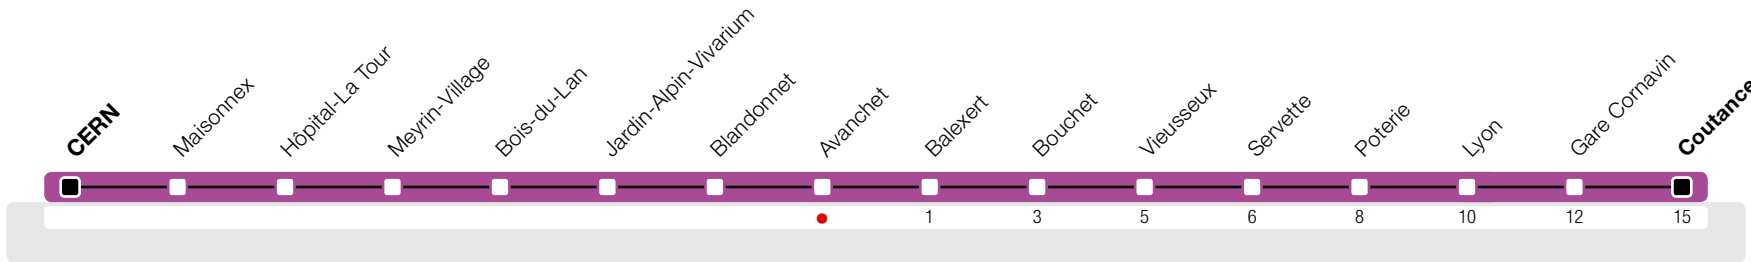 CERN
Maisonnex
Hôpital-La Tour
Meyrin-Village
Bois-du-Lan
Jardin-Alpin-Vivarium
Blandonnet
Avanchet
Balexert
Bouchet
Vieusseux
Servette
Poterie
Lyon
Gare Cornavin
Coutance
1 3 5 6 8 10 12 15